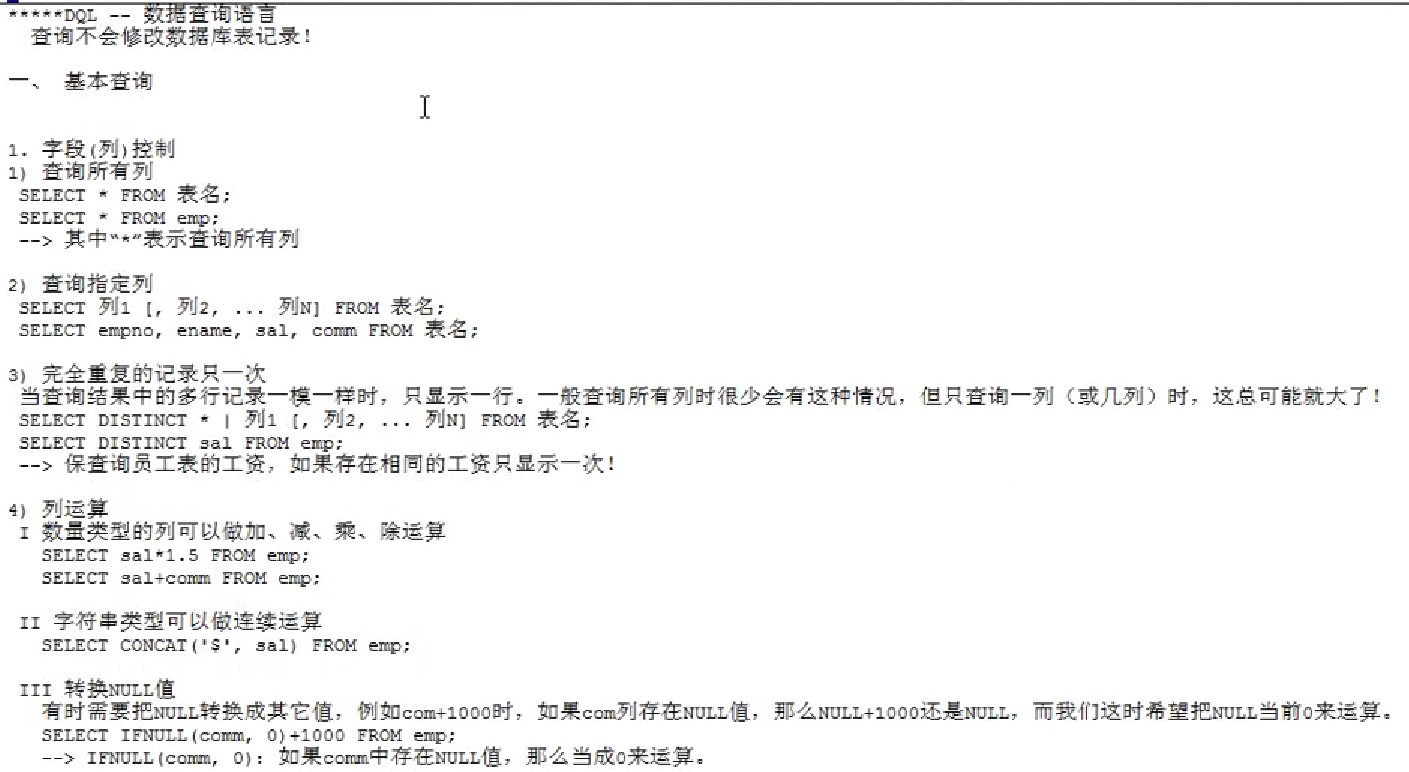 *****DQL -- 数据查询语言
查询不会修改数据库表记录！
一、 基本查询
1. 字段(列)控制
1) 查询所有列
SELECT * FROM 表名;
SELECT * FROM emp;
--> 其中“*”表示查询所有列
2) 查询指定列
SELECT 列1 [, 列2, ... 列N] FROM 表名;
SELECT empno, ename, sal, comm FROM 表名;
3) 完全重复的记录只一次
当查询结果中的多行记录一模一样时，只显示一行。一般查询所有列时很少会有这种情况，但只查询一列（或几列）时，这总可能就大了！
SELECT DISTINCT * | 列1 [, 列2, ... 列N] FROM 表名;
SELECT DISTINCT sal FROM emp;
--> 保查询员工表的工资，如果存在相同的工资只显示一次！
4) 列运算
I 数量类型的列可以做加、减、乘、除运算
SELECT sal*1.5 FROM emp;
SELECT sal+comm FROM emp;
II 字符串类型可以做连续运算
SELECT CONCAT('$', sal) FROM emp;
III 转换NULL值
有时需要把NULL转换成其它值，例如com+1000时，如果com列存在NULL值，那么NULL+1000还是NULL，而我们这时希望把NULL当前0来运算。
SELECT IFNULL(comm, 0)+1000 FROM emp;
--> IFNULL(comm, 0)：如果comm中存在NULL值，那么当成0来运算。